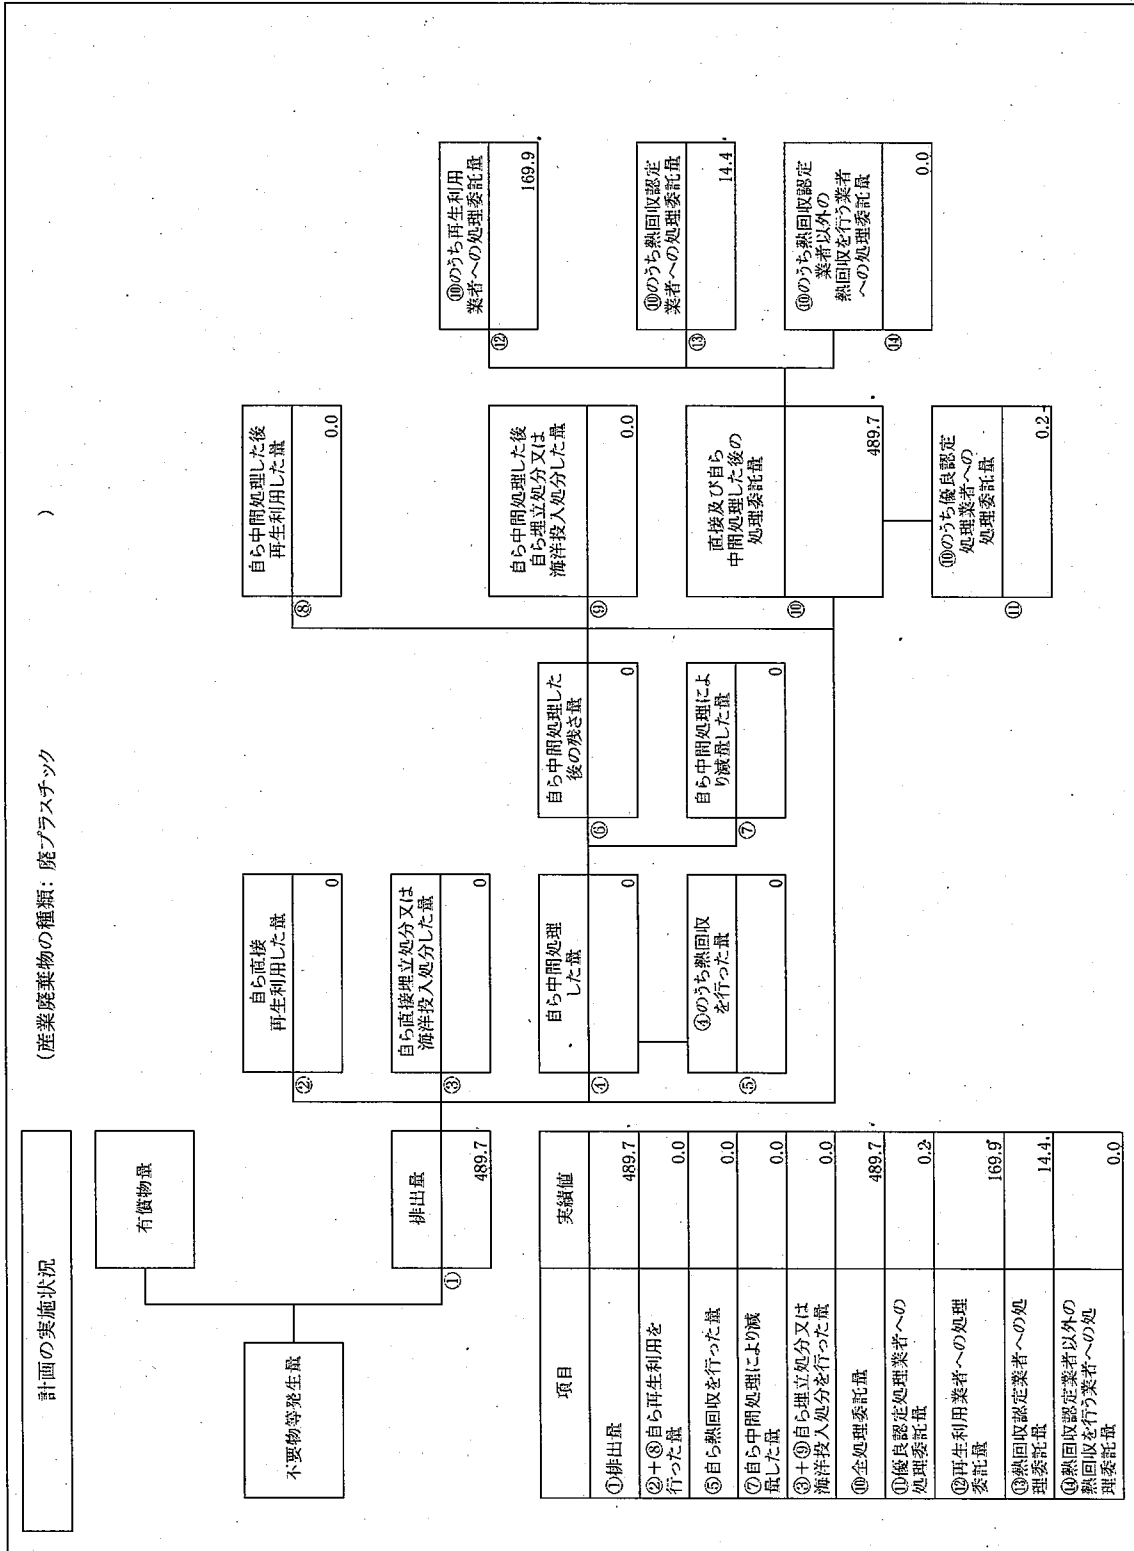 計画の実施状況
(産業廃棄物の種類: 廃プラスチック )
不要物等発生量
有償物量
①
排出量
489.7
②
自ら直接
再生利用した量
0
③
自ら直接埋立処分又は
海洋投入処分した量
0
④
自ら中間処理
した量
0
⑤
④のうち熱回収
を行った量
0
⑥
自ら中間処理した
後の残さ量
0
⑦
自ら中間処理によ
り減量した量
0
⑧
自ら中間処理した後
再生利用した量
0.0
⑨
自ら中間処理した後
自ら埋立処分又は
海洋投入処分した量
0.0
⑩
直接及び自ら
中間処理した後の
処理委託量
489.7
⑪
⑩のうち優良認定
処理業者への
処理委託量
0.2
⑫
⑩のうち再生利用
業者への処理委託量
169.9
⑬
⑩のうち熱回収認定
業者への処理委託量
14.4
⑭
⑩のうち熱回収認定
業者以外の
熱回収を行う業者
への処理委託量
0.0
項目 実績値
①排出量 489.7
②+⑧自ら再生利用を
行った量 0.0
⑤自ら熱回収を行った量 0.0
⑦自ら中間処理により減
量した量 0.0
③+⑨自ら埋立処分又は
海洋投入処分を行った量 0.0
⑩全処理委託量 489.7
⑪優良認定処理業者への
処理委託量 0.2
⑫再生利用業者への処理
委託量 169.9
⑬熱回収認定業者への処
理委託量 14.4
⑭熱回収認定業者以外の
熱回収を行う業者への処
理委託量 0.0